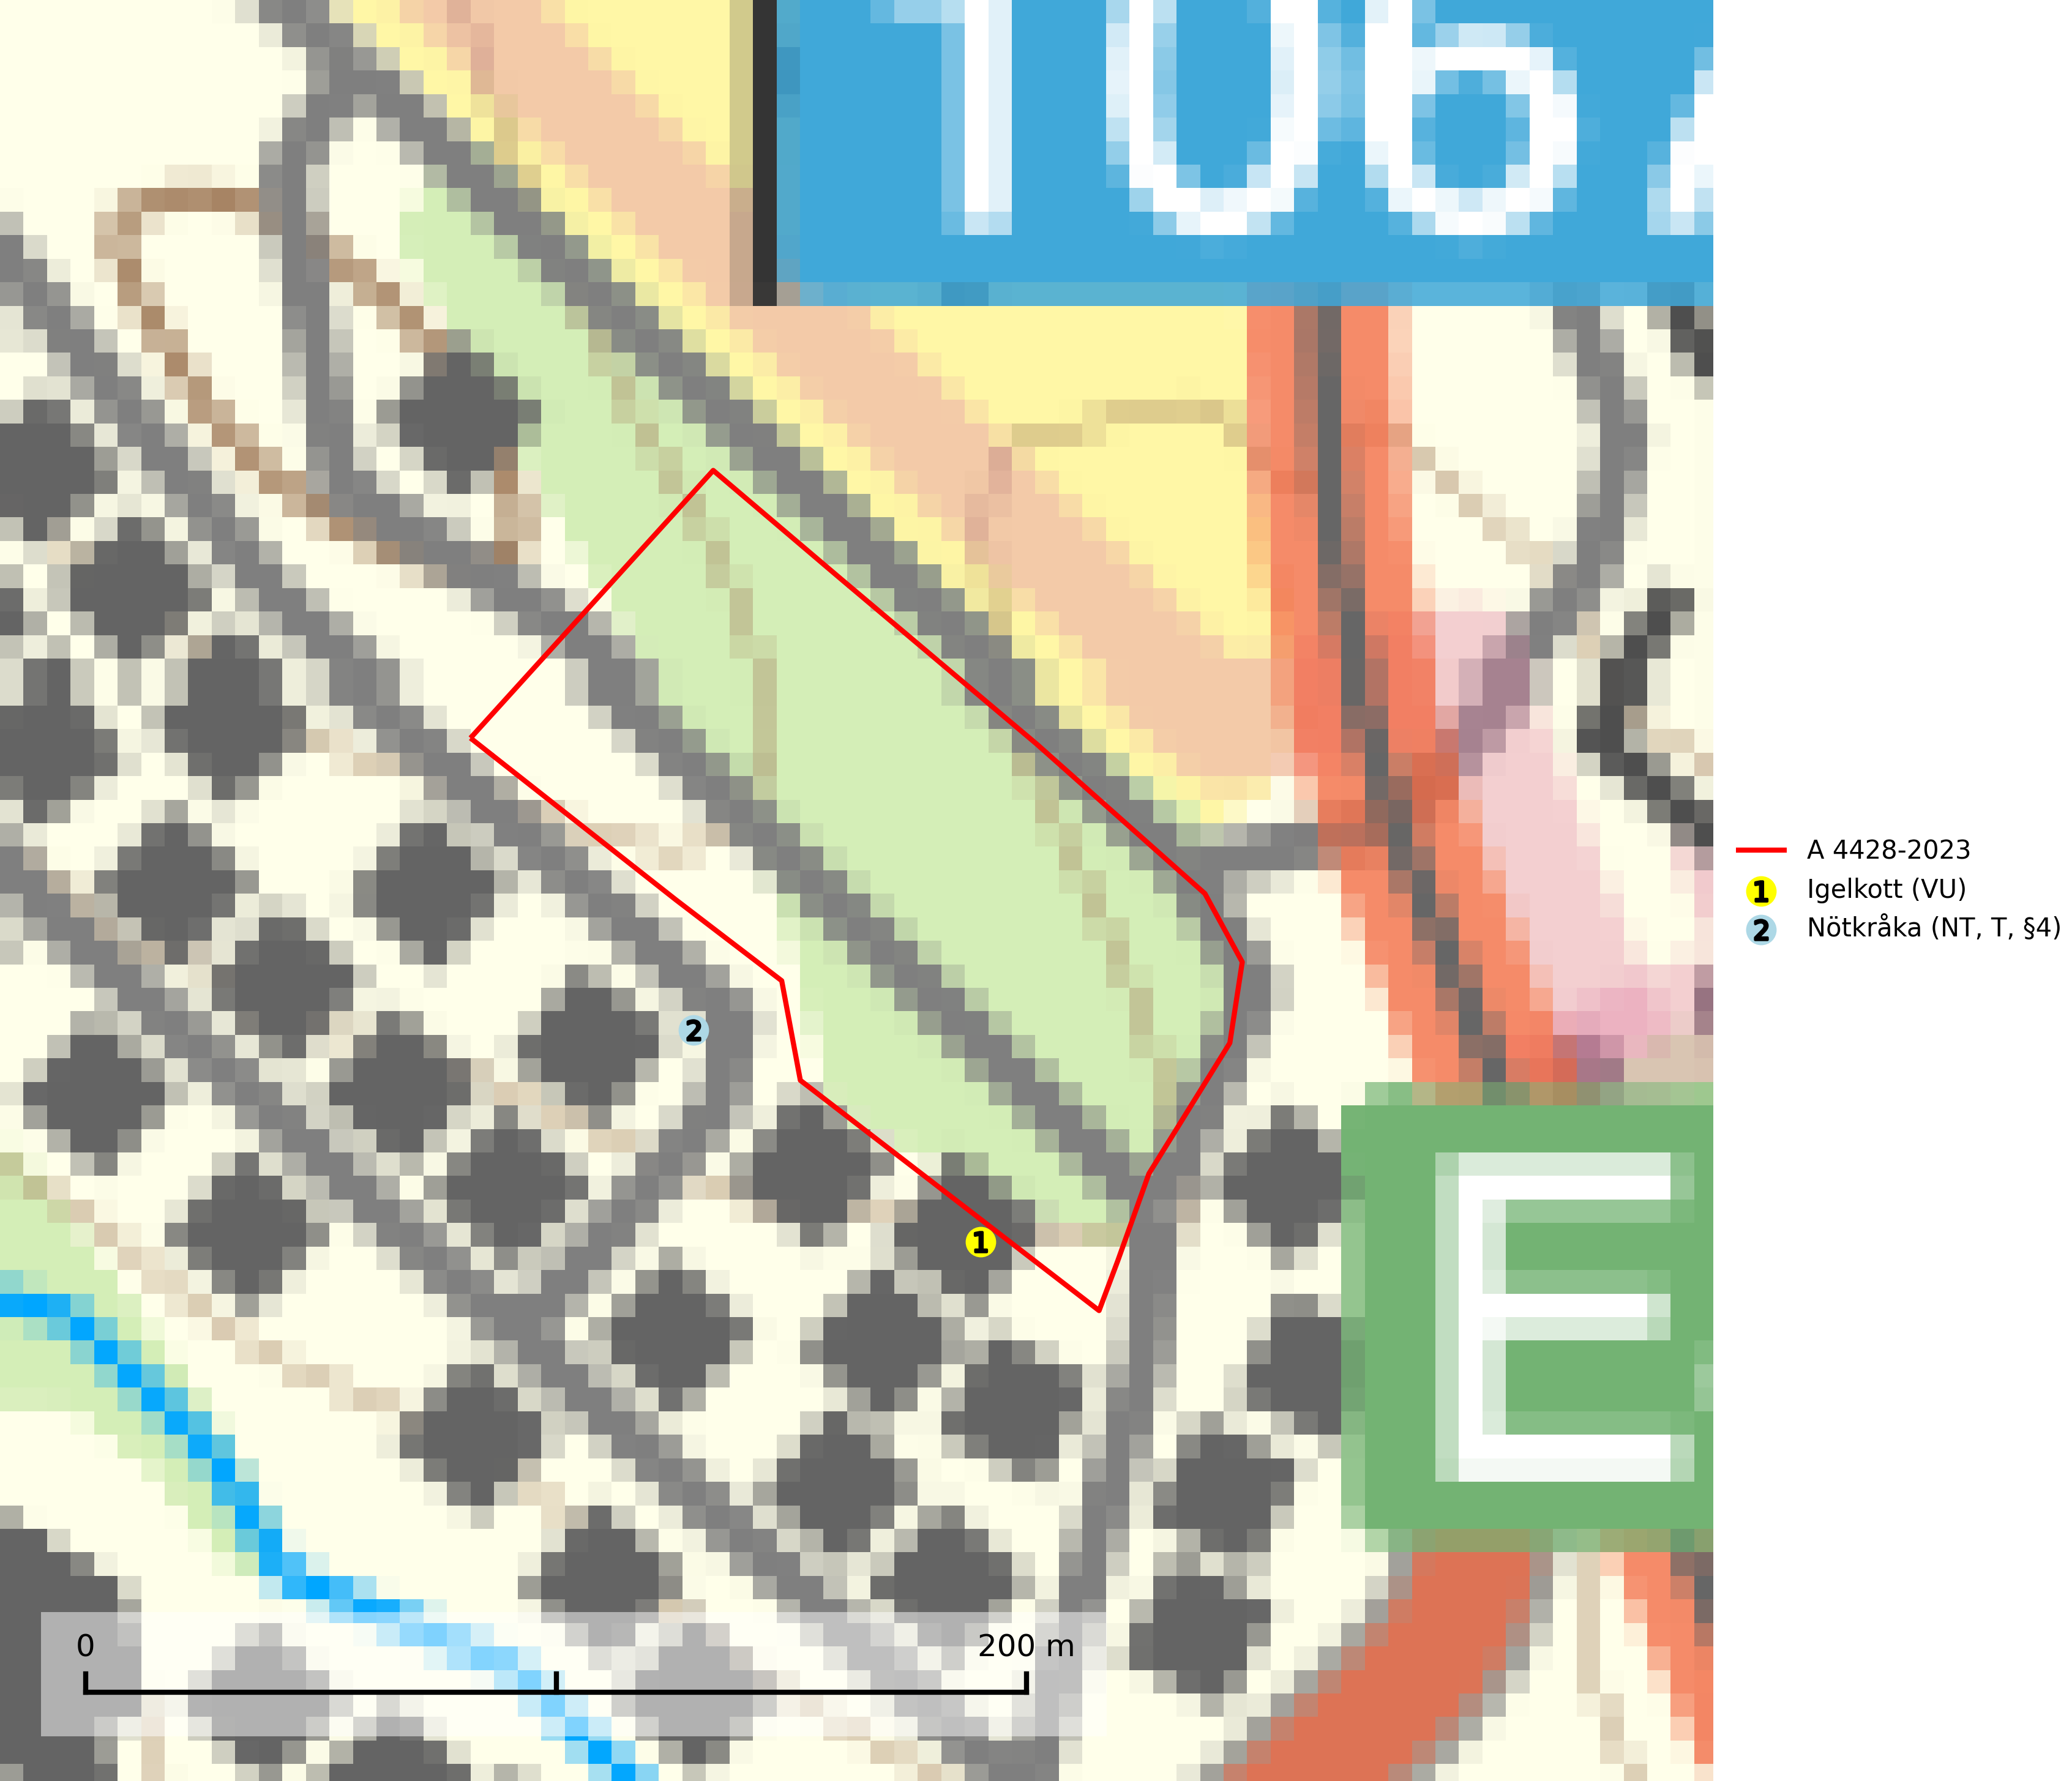 106
E
A 4428-2023
1 Igelkott (VU)
2 Nötkråka (NT, T, §4)
2
1
0 200 m